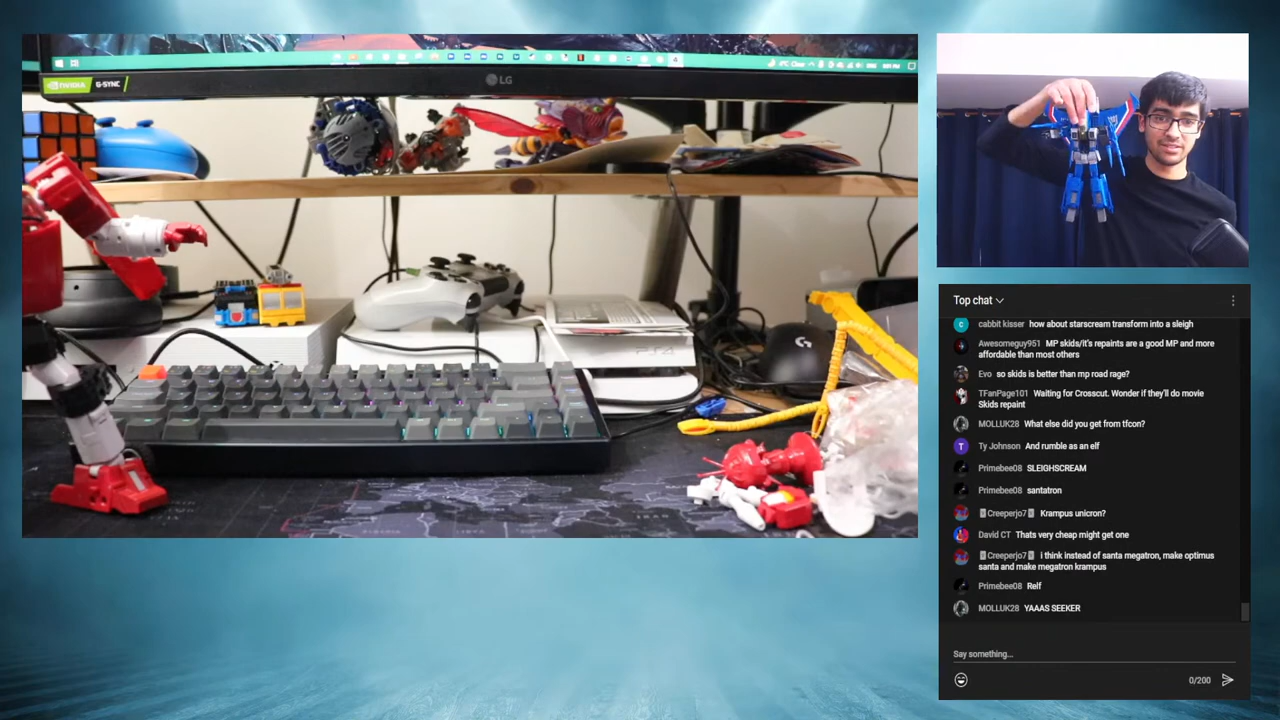 NVIDIA G-SYNC
LG
G
PS4
Top chat
cabbit kisser how about starscream transform into a sleigh
Awesomeguy951 MP skids/it's repaints are a good MP and more
affordable than most others
Evo so skids is better than mp road rage?
TFanPage101 Waiting for Crosscut. Wonder if they'll do movie
Skids repaint
MOLLUK28 What else did you get from tfcon?
Ty Johnson And rumble as an elf
Primebee08 SLEIGHSCREAM
Primebee08 santatron
Creeperjo7 Krampus unicron?
David CT Thats very cheap might get one
Creeperjo7 i think instead of santa megatron, make optimus
santa and make megatron krampus
Primebee08 Relf
MOLLUK28 YAAAS SEEKER
Say something...
0/200